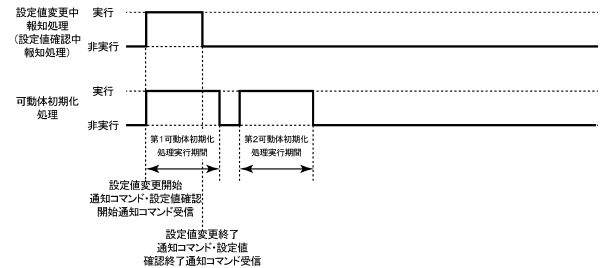 設定値変更中
報知処理
(設定値確認中
報知処理)
実行
非実行
可動体初期化
処理
実行
非実行
第1可動体初期化
処理実行期間
第2可動体初期化
処理実行期間
設定値変更開始
通知コマンド・設定値確認
開始通知コマンド受信
設定値変更終了
通知コマンド・設定値
確認終了通知コマンド受信